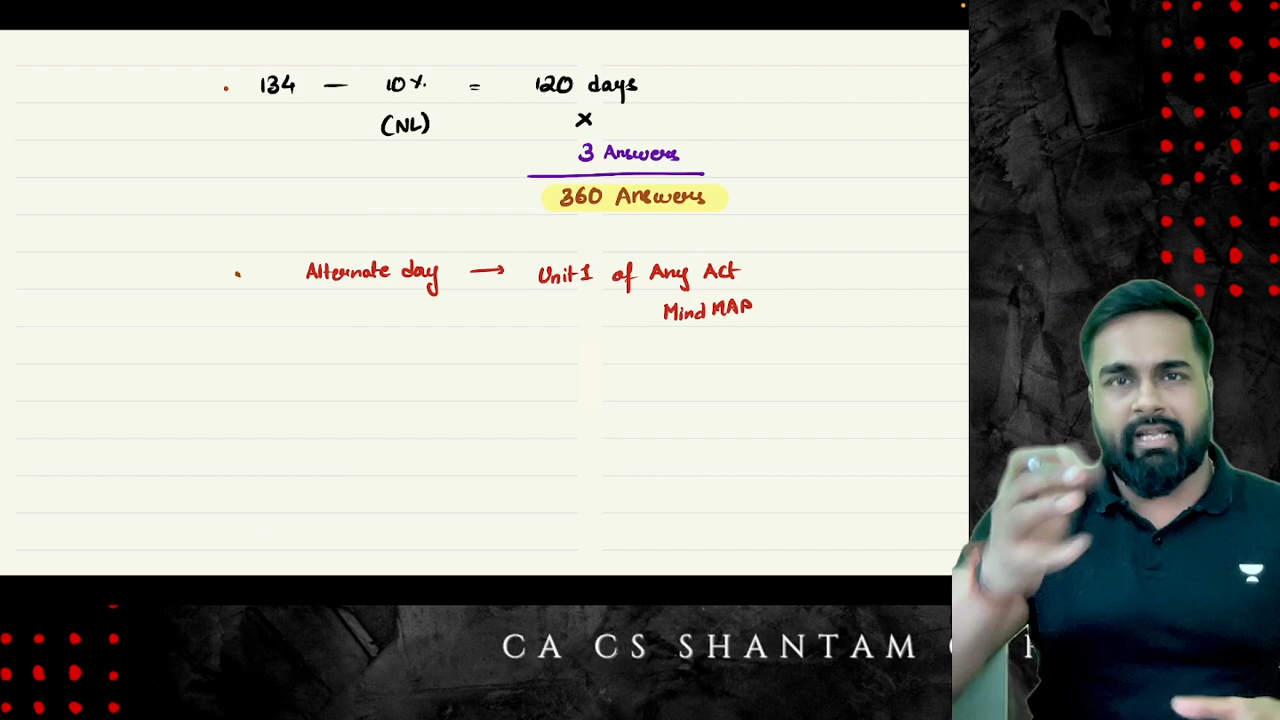 134 — 10% = 120 days
(NL) ×
3 Answers
360 Answers
Alternate day → Unit 1 of Any Act
Mind MAP
CA CS SHANTAM